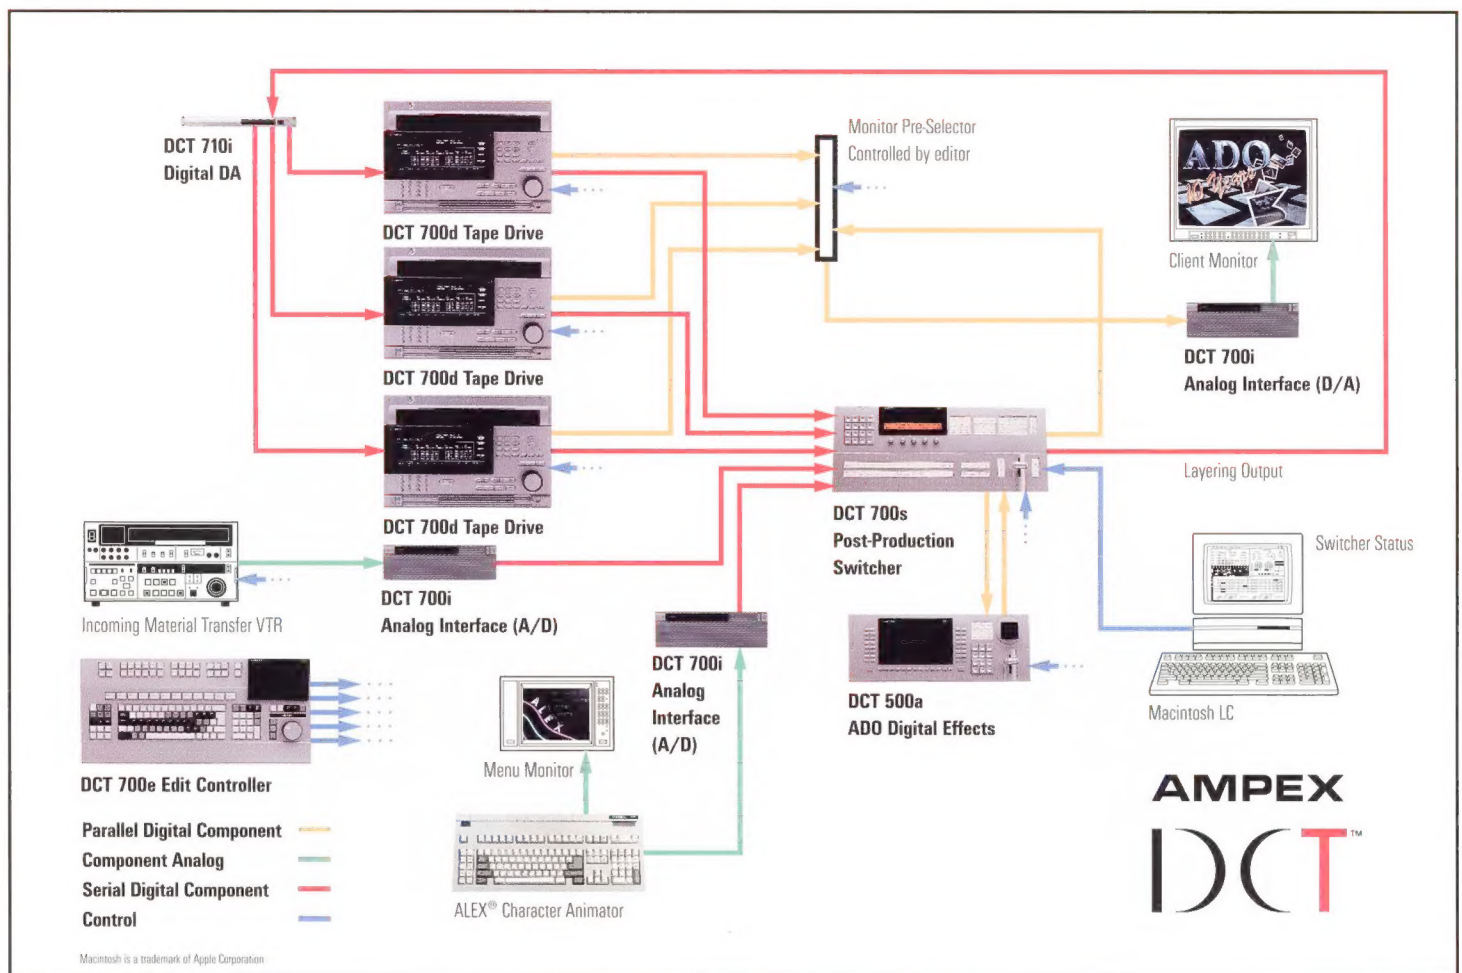 DCT 710i
Digital DA
DCT 700d Tape Drive
Monitor Pre-Selector
Controlled by editor
ADO
10 Years
Client Monitor
DCT 700i
Analog Interface (D/A)
DCT 700d Tape Drive
DCT 700d Tape Drive
Layering Output
DCT 700s
Post-Production
Switcher
Switcher Status
Incoming Material Transfer VTR
DCT 700i
Analog Interface (A/D)
DCT 700i
Analog
Interface
(A/D)
DCT 500a
ADO Digital Effects
Macintosh LC
ALEX
Menu Monitor
DCT 700e Edit Controller
Parallel Digital Component
Component Analog
Serial Digital Component
Control
ALEX® Character Animator
AMPEX
DCT™
Macintosh is a trademark of Apple Corporation